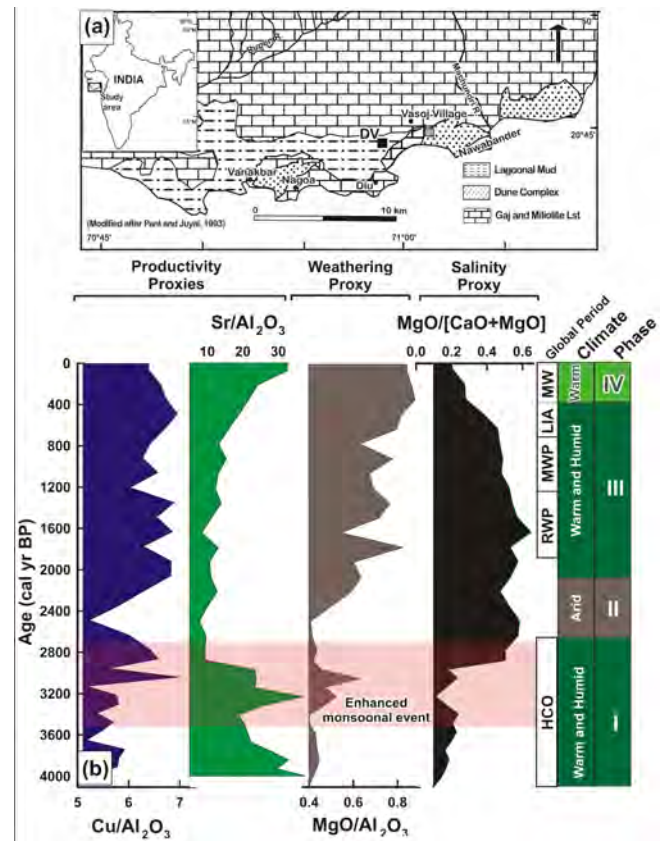 (a)
INDIA
Study
area
Vasoj Village
DV
Nawabander
20°45'
Vanakbar
Nagoa
Diu
Lagoonal Mud
Dune Complex
Gaj and Miliolite Lst
0 10 km
(Modified after Pant and Juyal, 1993)
70°45' 71°00
Productivity Proxies
Weathering Proxy
Salinity Proxy
Sr/Al2O3
MgO/[CaO+MgO]
10 20 30
0.0 0.2 0.4 0.6
Global Period
Climate
Phase
Age (cal yr BP)
0
400
800
1200
1600
2000
2400
2800
3200
3600
4000
MW
LIA
MWP
RWP
HCO
Warm
Warm and Humid
Arid
Warm and Humid
IV
III
II
I
Enhanced
monsoonal event
(b)
5 6 7
0.4 0.6 0.8
Cu/Al2O3
MgO/Al2O3